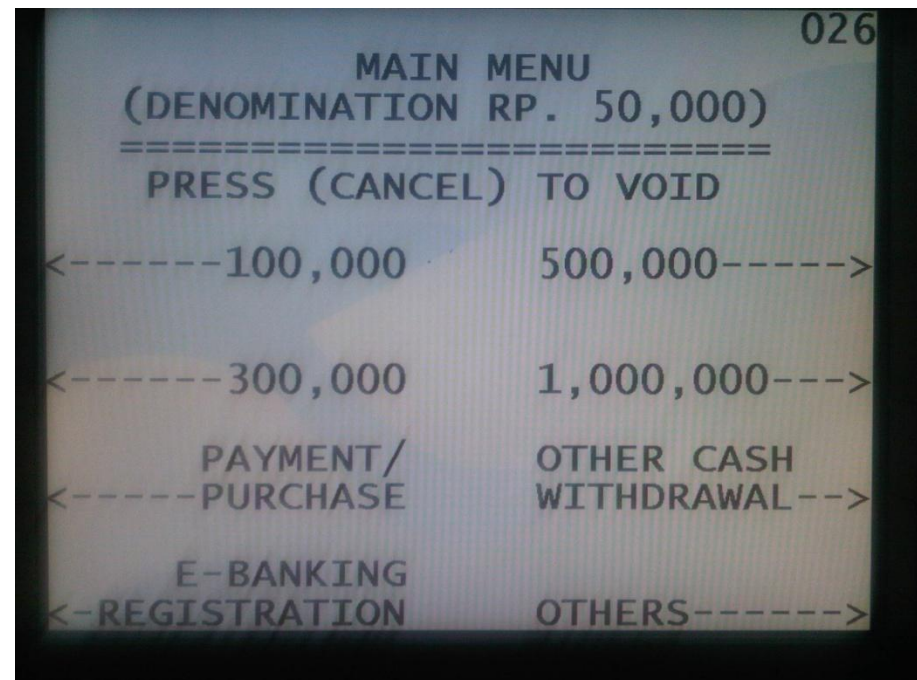 026
MAIN MENU
(DENOMINATION RP. 50,000)
===========================
PRESS (CANCEL) TO VOID
<------100,000 500,000----->
<------300,000 1,000,000--->
PAYMENT/ OTHER CASH
<-----PURCHASE WITHDRAWAL-->
E-BANKING
<-REGISTRATION OTHERS------>